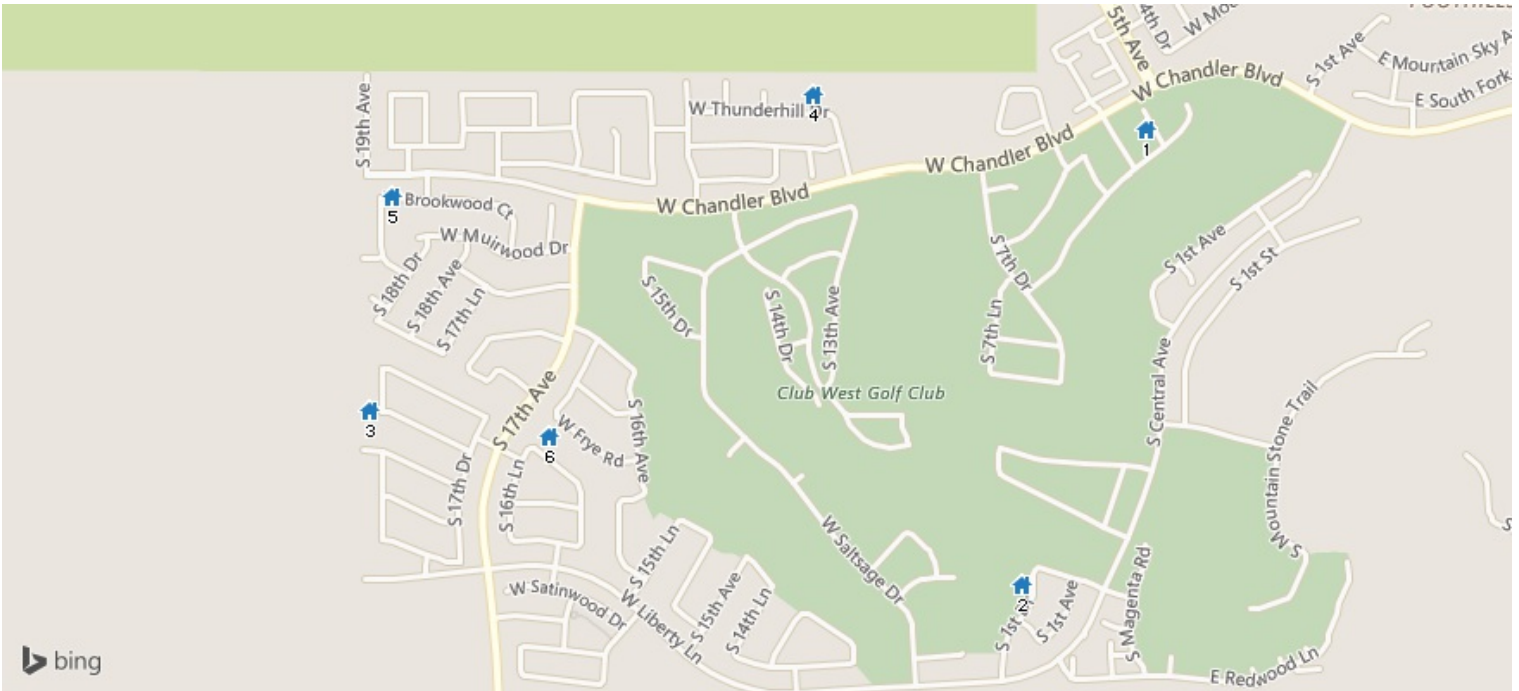 5th Ave
4th Dr
S 1st Ave
E Mountain Sky A
W Chandler Blvd
E South Fork
S 19th Ave
W Thunderhill Dr
4
1
W Chandler Blvd
W Chandler Blvd
5
Brookwood Ct
W Muirwood Dr
S 18th Dr
S 18th Ave
S 17th Ln
S 15th Dr
S 14th Dr
S 13th Ave
S 7th Dr
S 7th Ln
S 1st Ave
S 1st St
S Central Ave
Club West Golf Club
S 17th Ave
3
6
W Frye Rd
S 16th Ave
S 17th Dr
S 16th Ln
S Mountain Stone Trail
W Saltsage Dr
S 15th Ln
W Satinwood Dr
W Liberty Ln
S 15th Ave
S 14th Ln
2
S 1st
S 1st Ave
S Magenta Rd
E Redwood Ln
bing